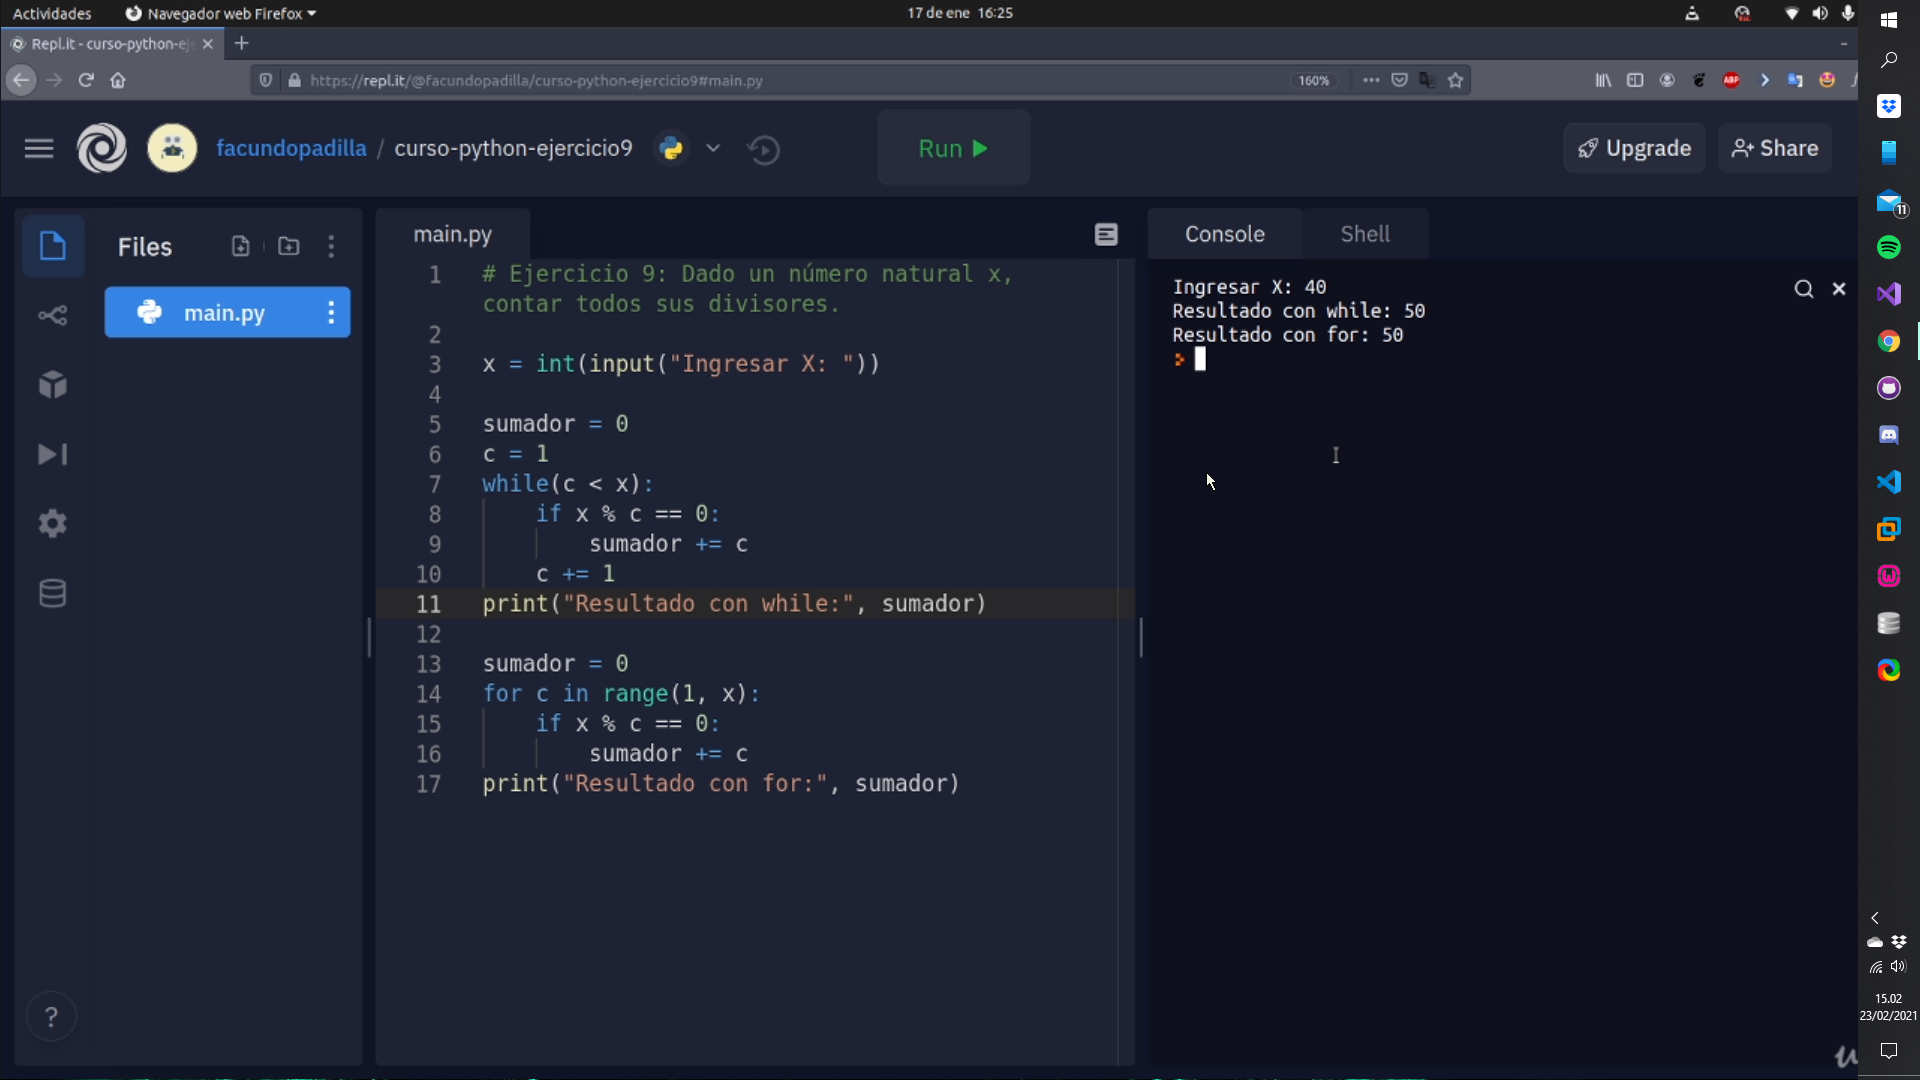 Actividades
Navegador web Firefox
17 de ene 16:25
Repl.it - curso-python-eje
https://repl.it/@facundopadilla/curso-python-ejercicio9#main.py
160%
ABP
facundopadilla / curso-python-ejercicio9
Run
Upgrade
Share
Files
main.py
main.py
1 # Ejercicio 9: Dado un número natural x,
contar todos sus divisores.
2
3 x = int(input("Ingresar X: "))
4
5 sumador = 0
6 c = 1
7 while(c < x):
8 if x % c == 0:
9 sumador += c
10 c += 1
11 print("Resultado con while:", sumador)
12
13 sumador = 0
14 for c in range(1, x):
15 if x % c == 0:
16 sumador += c
17 print("Resultado con for:", sumador)
Console
Shell
Ingresar X: 40
Resultado con while: 50
Resultado con for: 50
?
11
15.02
23/02/2021